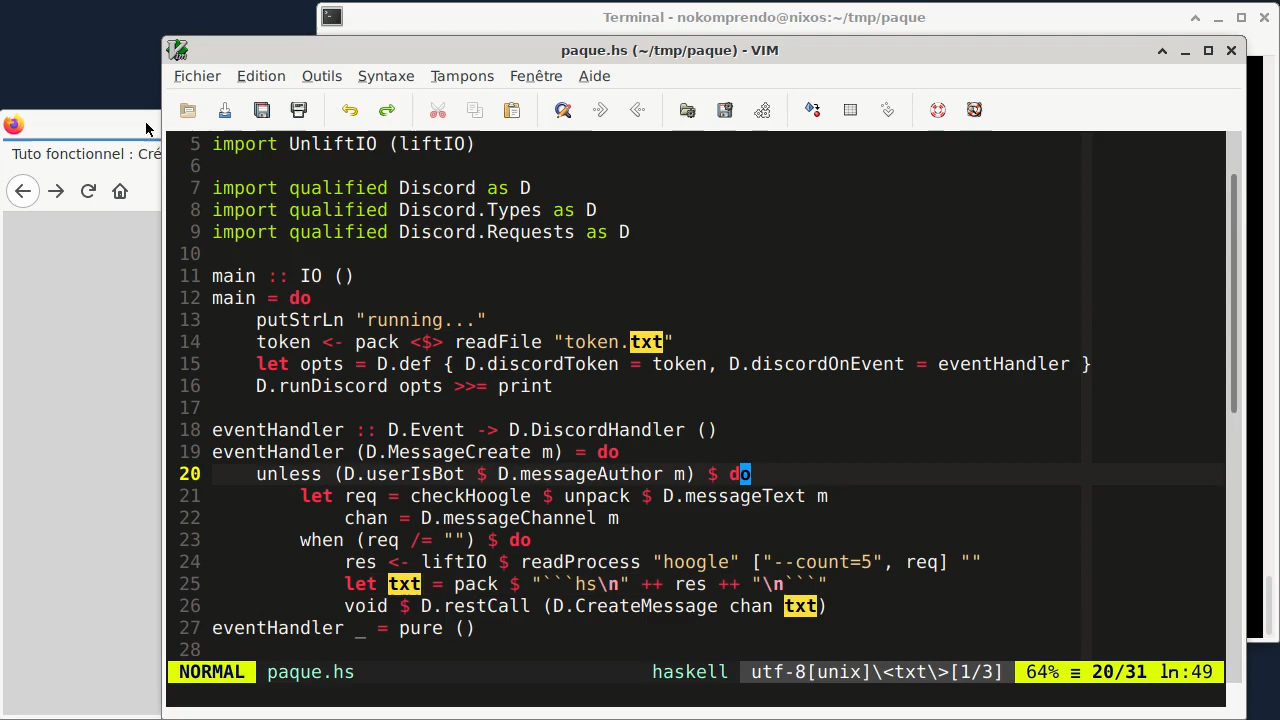 Terminal - nokomprendo@nixos:~/tmp/paque
paque.hs (~/tmp/paque) - VIM
Fichier Edition Outils Syntaxe Tampons Fenêtre Aide
Tuto fonctionnel : Cré
5 import UnliftIO (liftIO)
6
7 import qualified Discord as D
8 import qualified Discord.Types as D
9 import qualified Discord.Requests as D
10
11 main :: IO ()
12 main = do
13     putStrLn "running..."
14     token <- pack <$> readFile "token.txt"
15     let opts = D.def { D.discordToken = token, D.discordOnEvent = eventHandler }
16     D.runDiscord opts >>= print
17
18 eventHandler :: D.Event -> D.DiscordHandler ()
19 eventHandler (D.MessageCreate m) = do
20     unless (D.userIsBot $ D.messageAuthor m) $ do
21         let req = checkHoogle $ unpack $ D.messageText m
22             chan = D.messageChannel m
23         when (req /= "") $ do
24             res <- liftIO $ readProcess "hoogle" ["--count=5", req] ""
25             let txt = pack $ "```hs\n" ++ res ++ "\n```"
26             void $ D.restCall (D.CreateMessage chan txt)
27 eventHandler _ = pure ()
28
NORMAL paque.hs haskell utf-8[unix]\<txt\>[1/3] 64% ≡ 20/31 ln:49